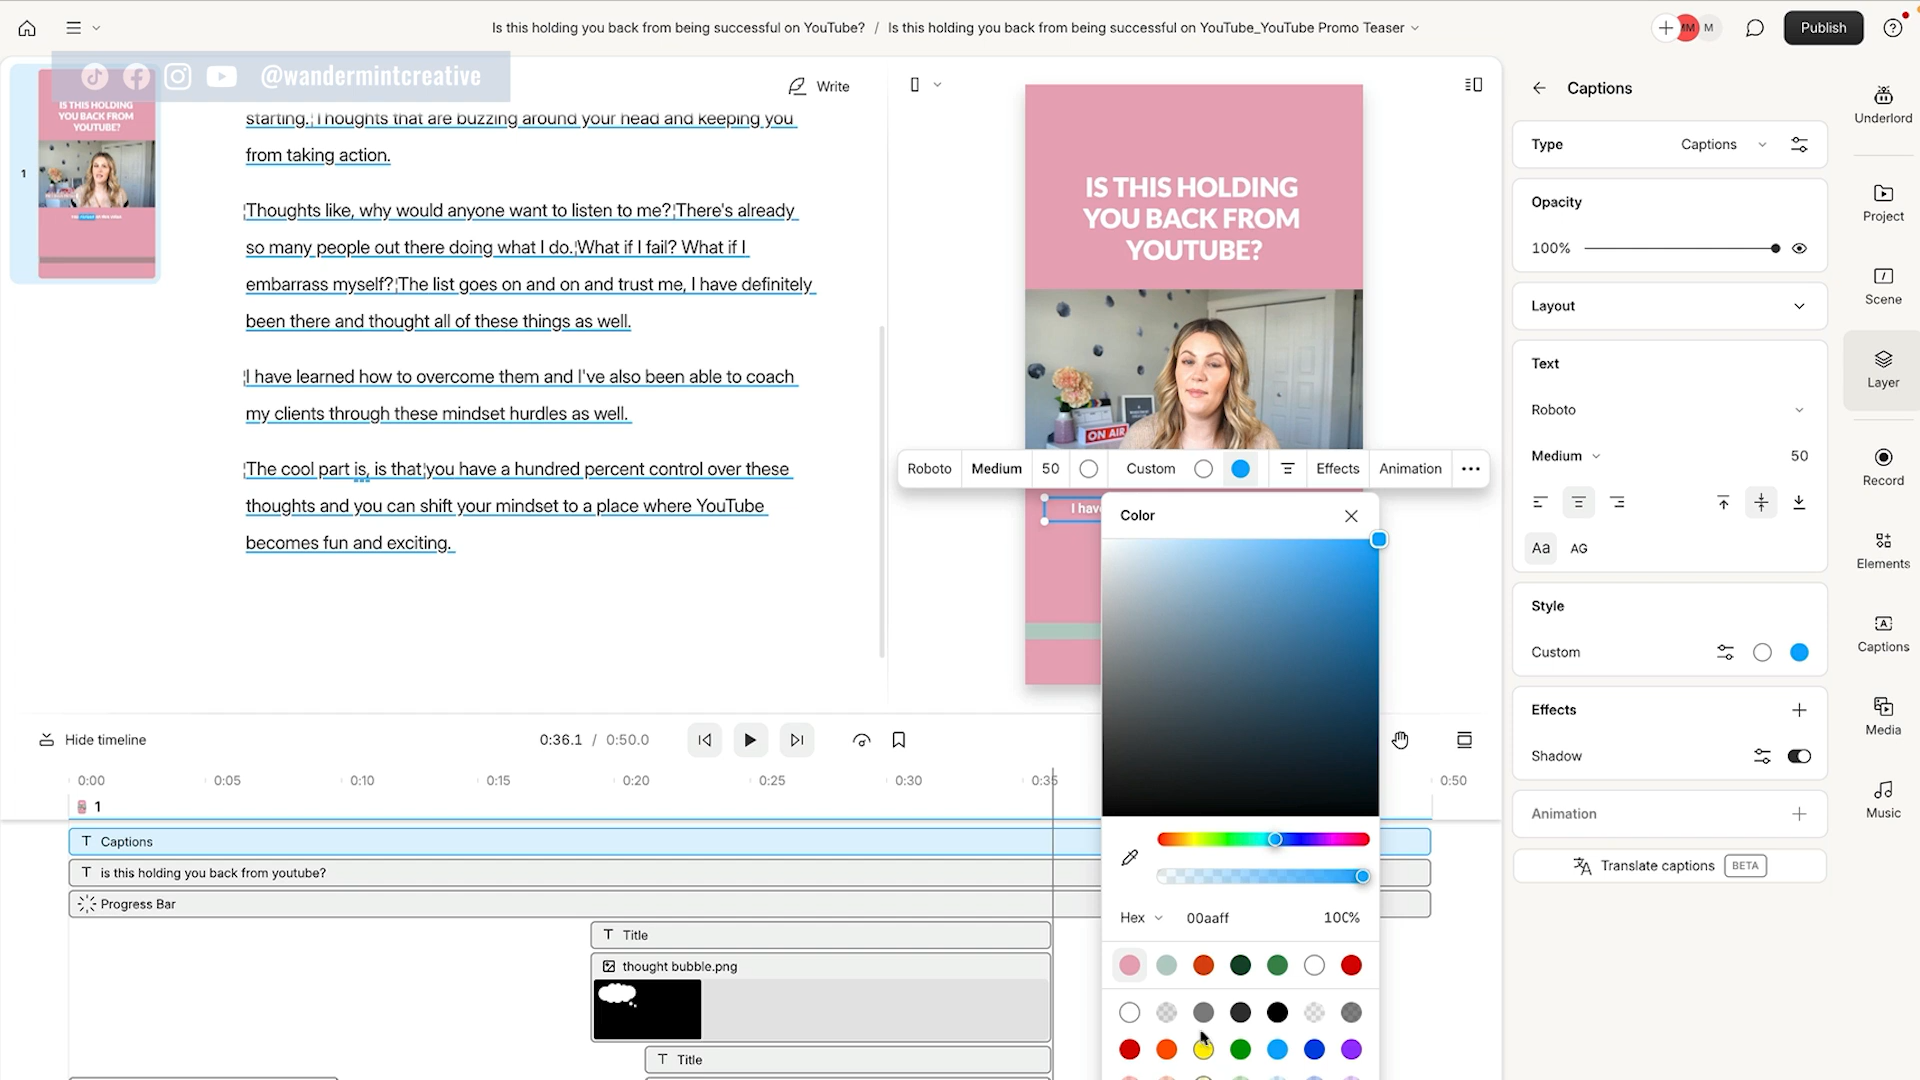 Is this holding you back from being successful on YouTube? / Is this holding you back from being successful on YouTube_YouTube Promo Teaser
MM M Publish
@wandermintcreative
Write
Captions
Underlord
1
IS THIS HOLDING
YOU BACK FROM
YOUTUBE?
starting. Thoughts that are buzzing around your head and keeping you
from taking action.
Thoughts like, why would anyone want to listen to me? There's already
so many people out there doing what I do. What if I fail? What if I
embarrass myself? The list goes on and on and trust me, I have definitely
been there and thought all of these things as well.
I have learned how to overcome them and I've also been able to coach
my clients through these mindset hurdles as well.
The cool part is, is that you have a hundred percent control over these
thoughts and you can shift your mindset to a place where YouTube
becomes fun and exciting.
IS THIS HOLDING
YOU BACK FROM
YOUTUBE?
ON AIR
Roboto Medium 50 Custom Effects Animation
I hav
Color
Hex 00aaff 100%
Type Captions
Opacity
100%
Layout
Text
Roboto
Medium 50
Aa AG
Style
Custom
Effects
Shadow
Animation
Translate captions BETA
Project
Scene
Layer
Record
Elements
Captions
Media
Music
Hide timeline
0:36.1 / 0:50.0
0:00 0:05 0:10 0:15 0:20 0:25 0:30 0:35 0:50
1
T Captions
T is this holding you back from youtube?
Progress Bar
T Title
thought bubble.png
T Title